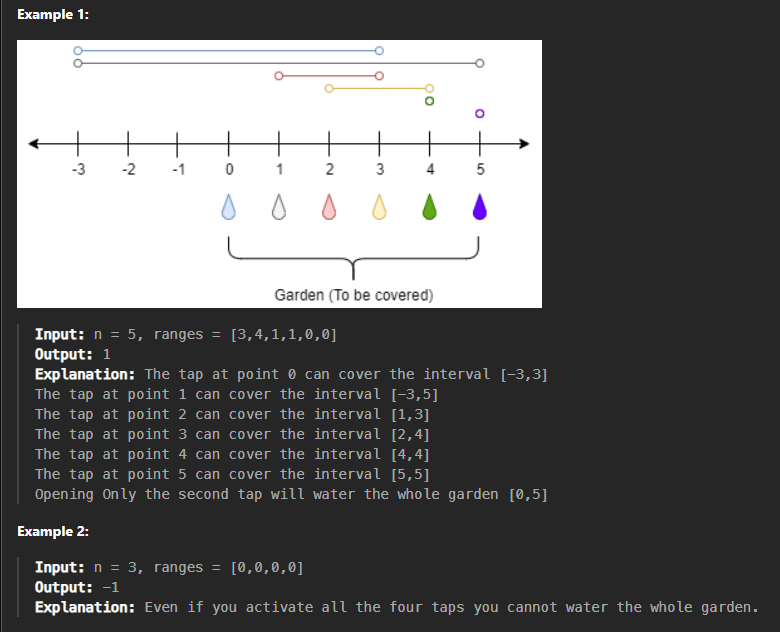 Example 1:
-3 -2 -1 0 1 2 3 4 5
Garden (To be covered)
Input: n = 5, ranges = [3,4,1,1,0,0]
Output: 1
Explanation: The tap at point 0 can cover the interval [-3,3]
The tap at point 1 can cover the interval [-3,5]
The tap at point 2 can cover the interval [1,3]
The tap at point 3 can cover the interval [2,4]
The tap at point 4 can cover the interval [4,4]
The tap at point 5 can cover the interval [5,5]
Opening Only the second tap will water the whole garden [0,5]
Example 2:
Input: n = 3, ranges = [0,0,0,0]
Output: -1
Explanation: Even if you activate all the four taps you cannot water the whole garden.